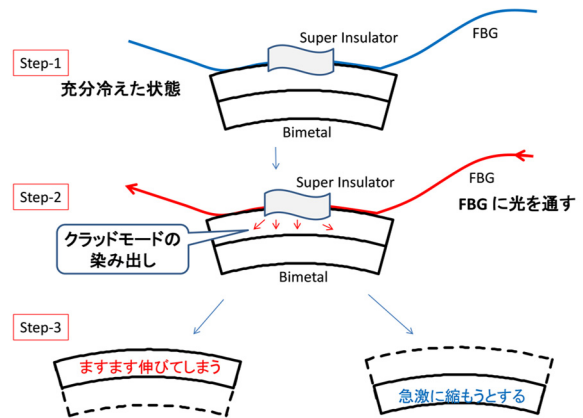 Super Insulator
FBG
Step-1
充分冷えた状態
Bimetal
Super Insulator
FBG
Step-2
FBG に光を通す
クラッドモードの
染み出し
Bimetal
Step-3
ますます伸びてしまう
急激に縮もうとする